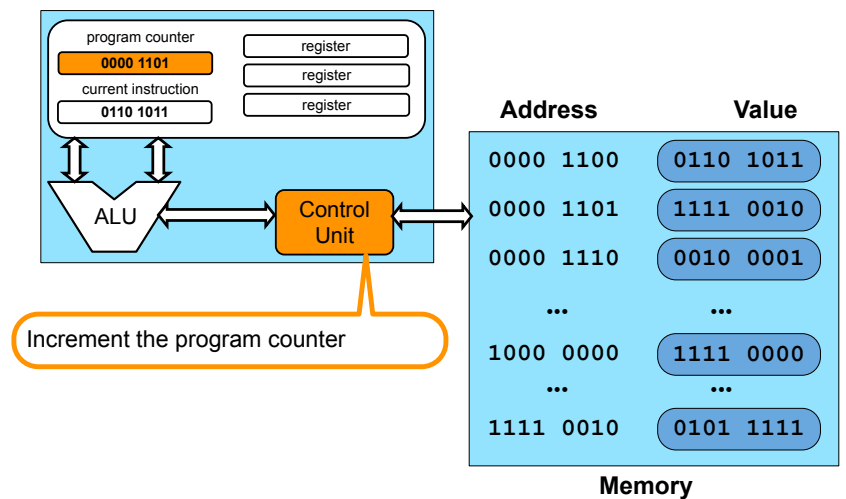 program counter
0000 1101
current instruction
0110 1011
register
register
register
ALU
Control
Unit
Increment the program counter
Address Value
0000 1100 0110 1011
0000 1101 1111 0010
0000 1110 0010 0001
... ...
1000 0000 1111 0000
... ...
1111 0010 0101 1111
Memory